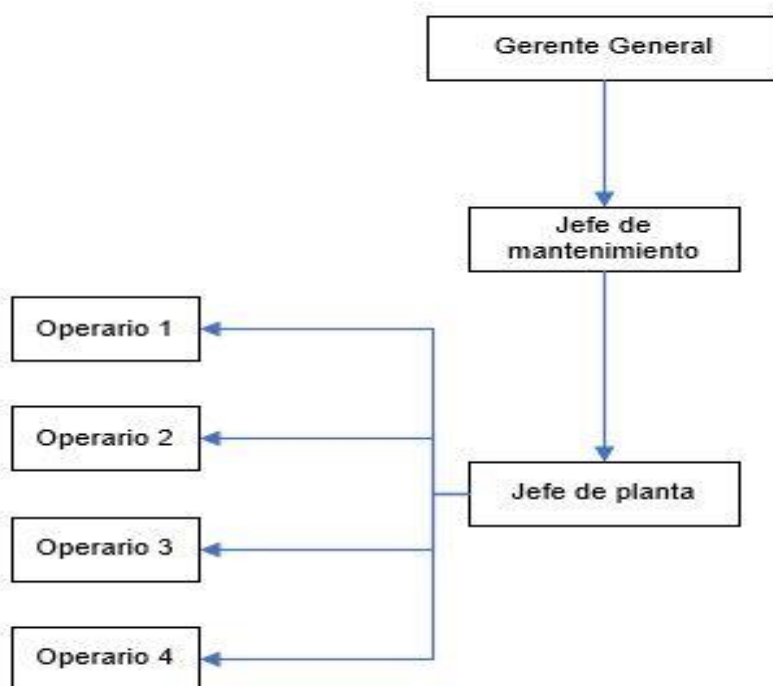 Gerente General
Jefe de
mantenimiento
Operario 1
Operario 2
Jefe de planta
Operario 3
Operario 4